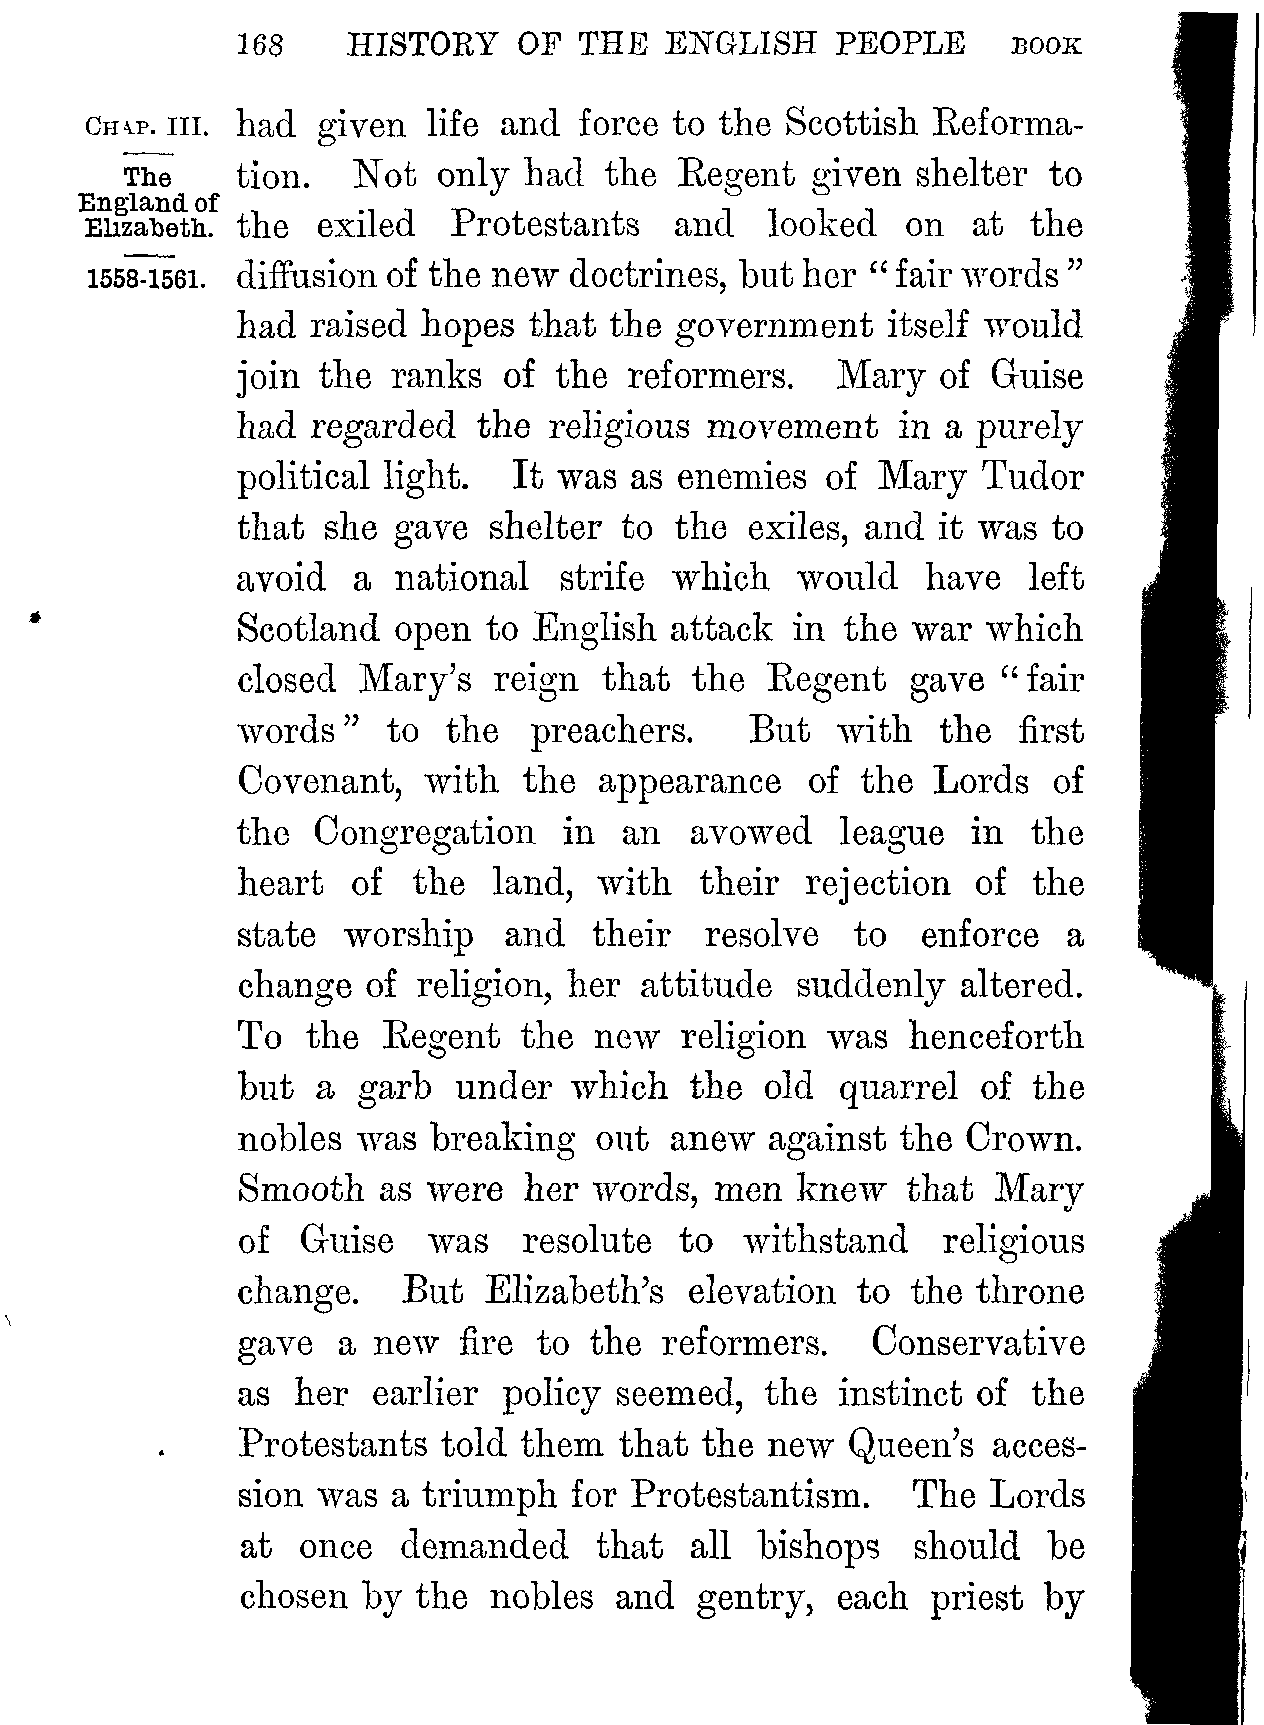 168 HISTORY OF THE ENGLISH PEOPLE BOOK
CHAP. III.
The
England of
Elizabeth.
1558-1561.
had given life and force to the Scottish Reforma-
tion. Not only had the Regent given shelter to
the exiled Protestants and looked on at the
diffusion of the new doctrines, but her “ fair words ”
had raised hopes that the government itself would
join the ranks of the reformers. Mary of Guise
had regarded the religious movement in a purely
political light. It was as enemies of Mary Tudor
that she gave shelter to the exiles, and it was to
avoid a national strife which would have left
Scotland open to English attack in the war which
closed Mary’s reign that the Regent gave “ fair
words ” to the preachers. But with the first
Covenant, with the appearance of the Lords of
the Congregation in an avowed league in the
heart of the land, with their rejection of the
state worship and their resolve to enforce a
change of religion, her attitude suddenly altered.
To the Regent the new religion was henceforth
but a garb under which the old quarrel of the
nobles was breaking out anew against the Crown.
Smooth as were her words, men knew that Mary
of Guise was resolute to withstand religious
change. But Elizabeth’s elevation to the throne
gave a new fire to the reformers. Conservative
as her earlier policy seemed, the instinct of the
Protestants told them that the new Queen’s acces-
sion was a triumph for Protestantism. The Lords
at once demanded that all bishops should be
chosen by the nobles and gentry, each priest by